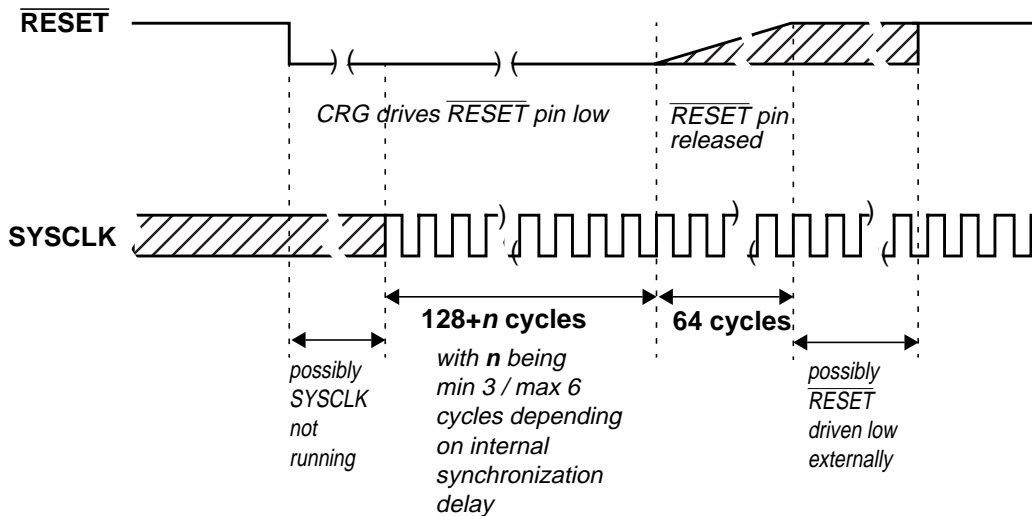 RESET
CRG drives RESET pin low
RESET pin
released
SYSCLK
128+n cycles
64 cycles
with n being
min 3 / max 6
cycles depending
on internal
synchronization
delay
possibly
SYSCLK
not
running
possibly
RESET
driven low
externally